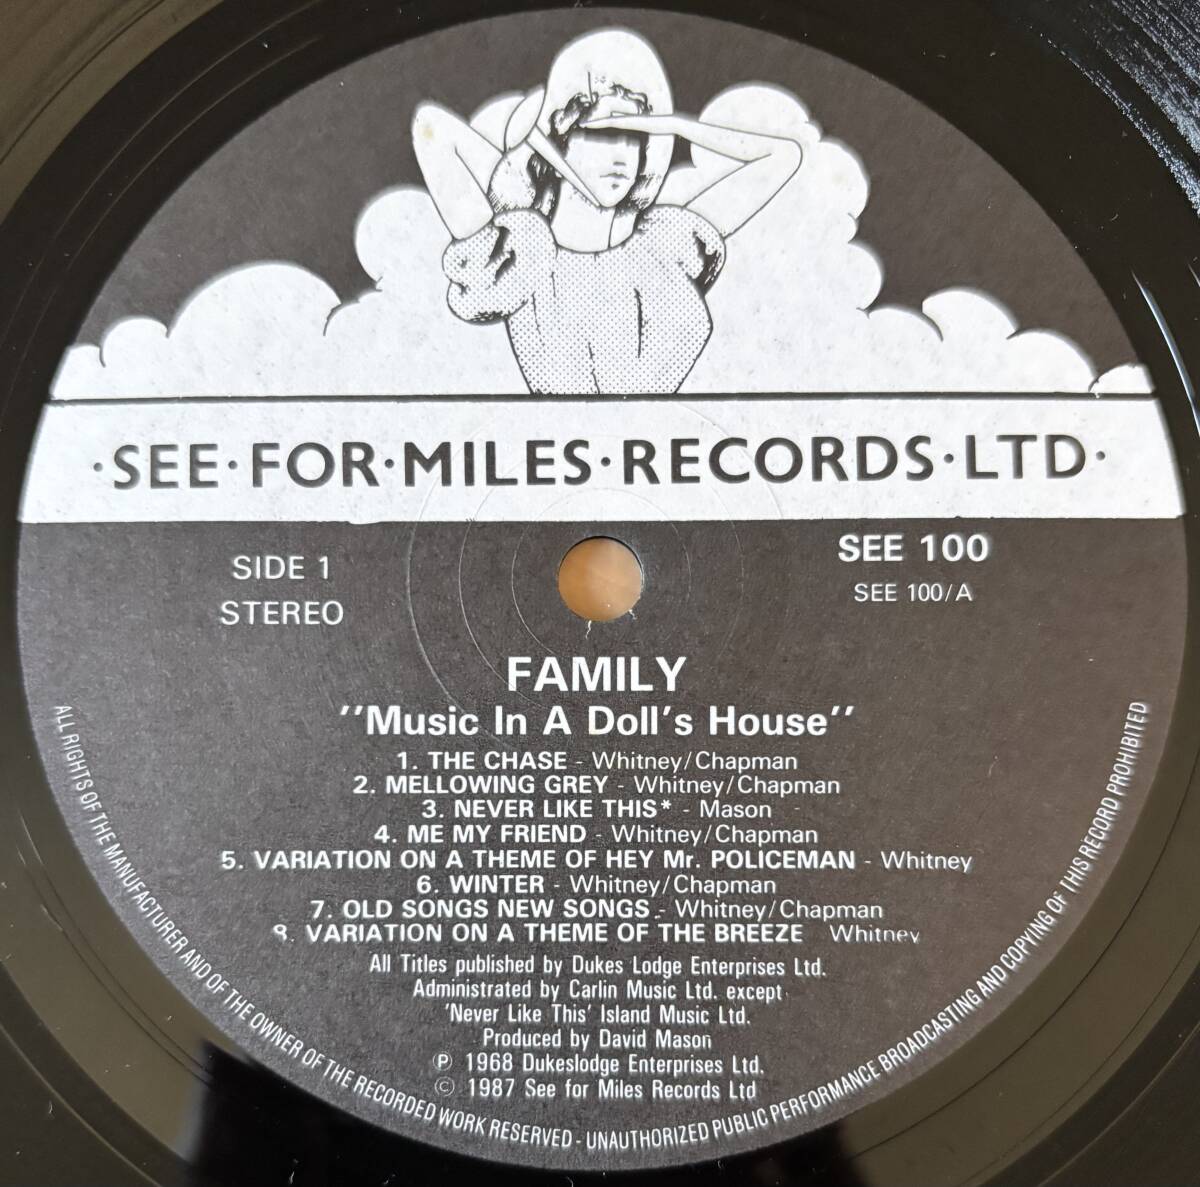 ·SEE·FOR·MILES·RECORDS·LTD·
SIDE 1
STEREO
SEE 100
SEE 100/A
FAMILY
"Music In A Doll's House"
1. THE CHASE - Whitney/Chapman
2. MELLOWING GREY - Whitney/Chapman
3. NEVER LIKE THIS* - Mason
4. ME MY FRIEND - Whitney/Chapman
5. VARIATION ON A THEME OF HEY Mr. POLICEMAN - Whitney
6. WINTER - Whitney/Chapman
7. OLD SONGS NEW SONGS - Whitney/Chapman
8. VARIATION ON A THEME OF THE BREEZE Whitney
All Titles published by Dukes Lodge Enterprises Ltd.
Administrated by Carlin Music Ltd. except
'Never Like This' Island Music Ltd.
Produced by David Mason
℗ 1968 Dukeslodge Enterprises Ltd.
© 1987 See for Miles Records Ltd
ALL RIGHTS OF THE MANUFACTURER AND OF THE OWNER OF THE RECORDED WORK RESERVED - UNAUTHORIZED PUBLIC PERFORMANCE BROADCASTING AND COPYING OF THIS RECORD PROHIBITED